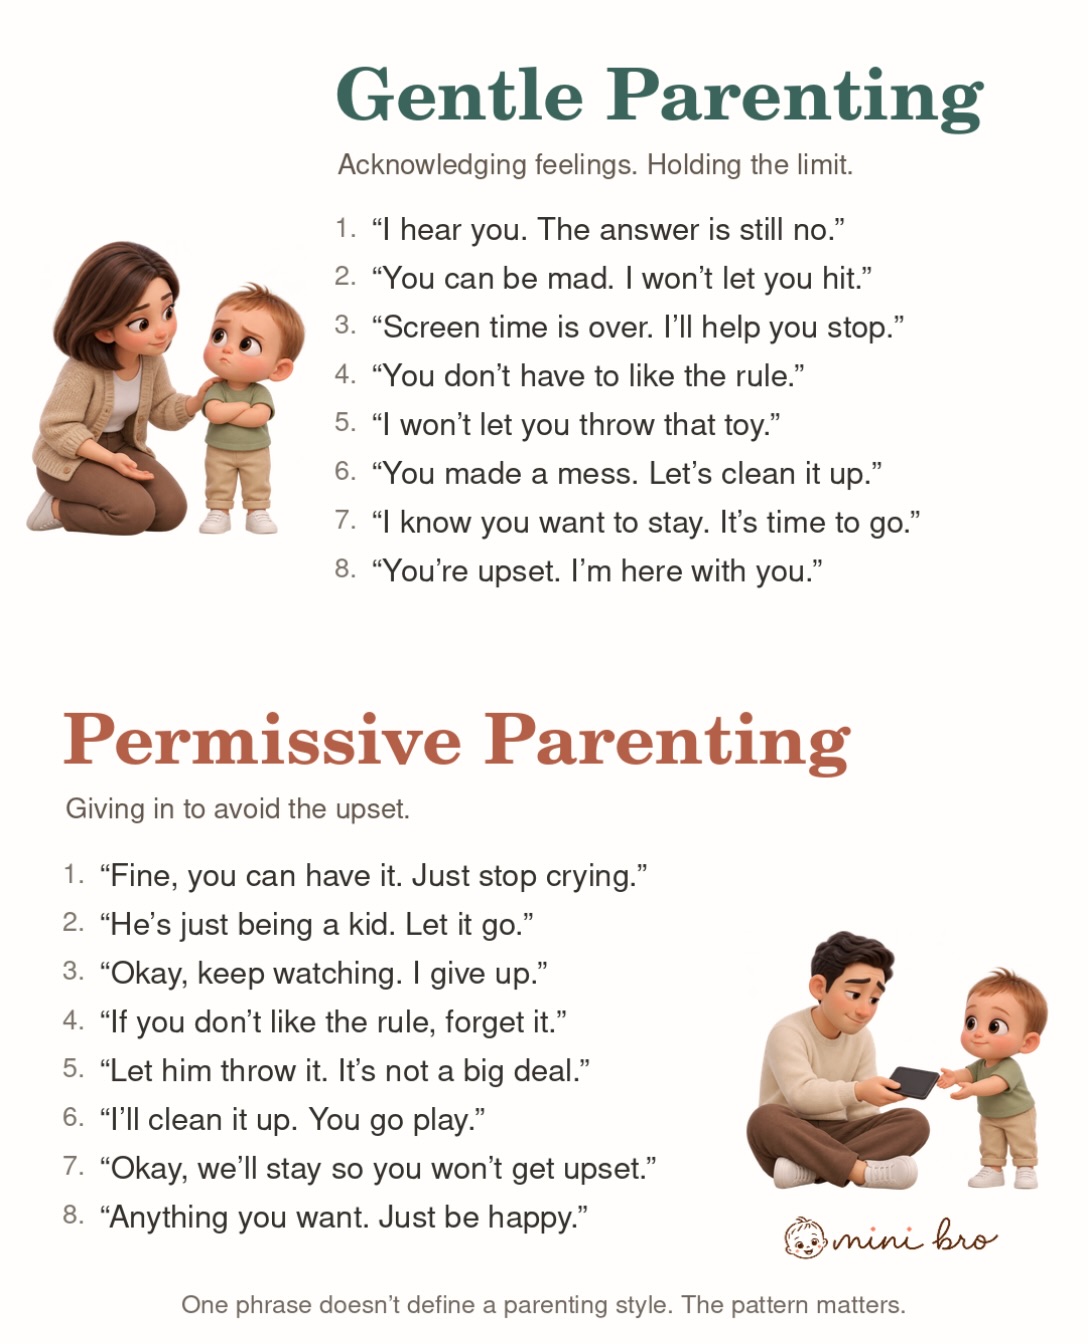 Gentle Parenting
Acknowledging feelings. Holding the limit.
1. “I hear you. The answer is still no.”
2. “You can be mad. I won’t let you hit.”
3. “Screen time is over. I’ll help you stop.”
4. “You don’t have to like the rule.”
5. “I won’t let you throw that toy.”
6. “You made a mess. Let’s clean it up.”
7. “I know you want to stay. It’s time to go.”
8. “You’re upset. I’m here with you.”
Permissive Parenting
Giving in to avoid the upset.
1. “Fine, you can have it. Just stop crying.”
2. “He’s just being a kid. Let it go.”
3. “Okay, keep watching. I give up.”
4. “If you don’t like the rule, forget it.”
5. “Let him throw it. It’s not a big deal.”
6. “I’ll clean it up. You go play.”
7. “Okay, we’ll stay so you won’t get upset.”
8. “Anything you want. Just be happy.”
mini bro
One phrase doesn’t define a parenting style. The pattern matters.